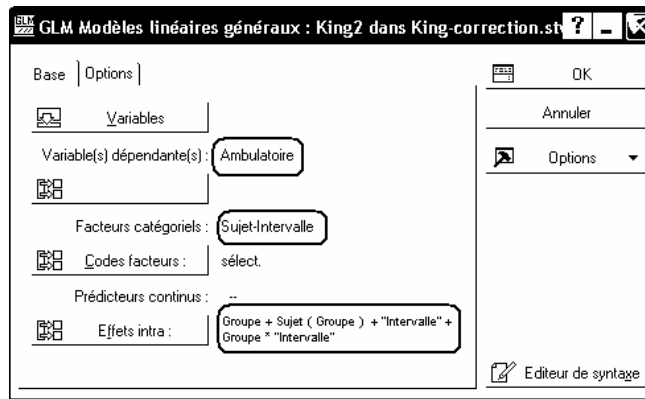 GLM Modèles linéaires généraux : King2 dans King-correction.st
Base Options
Variables
Variable(s) dépendante(s) : Ambulatoire
Facteurs catégoriels : Sujet-Intervalle
Codes facteurs : sélect.
Prédicteurs continus : --
Effets intra : Groupe + Sujet ( Groupe ) + "Intervalle" +
Groupe * "Intervalle"
OK
Annuler
Options
Editeur de syntaxe